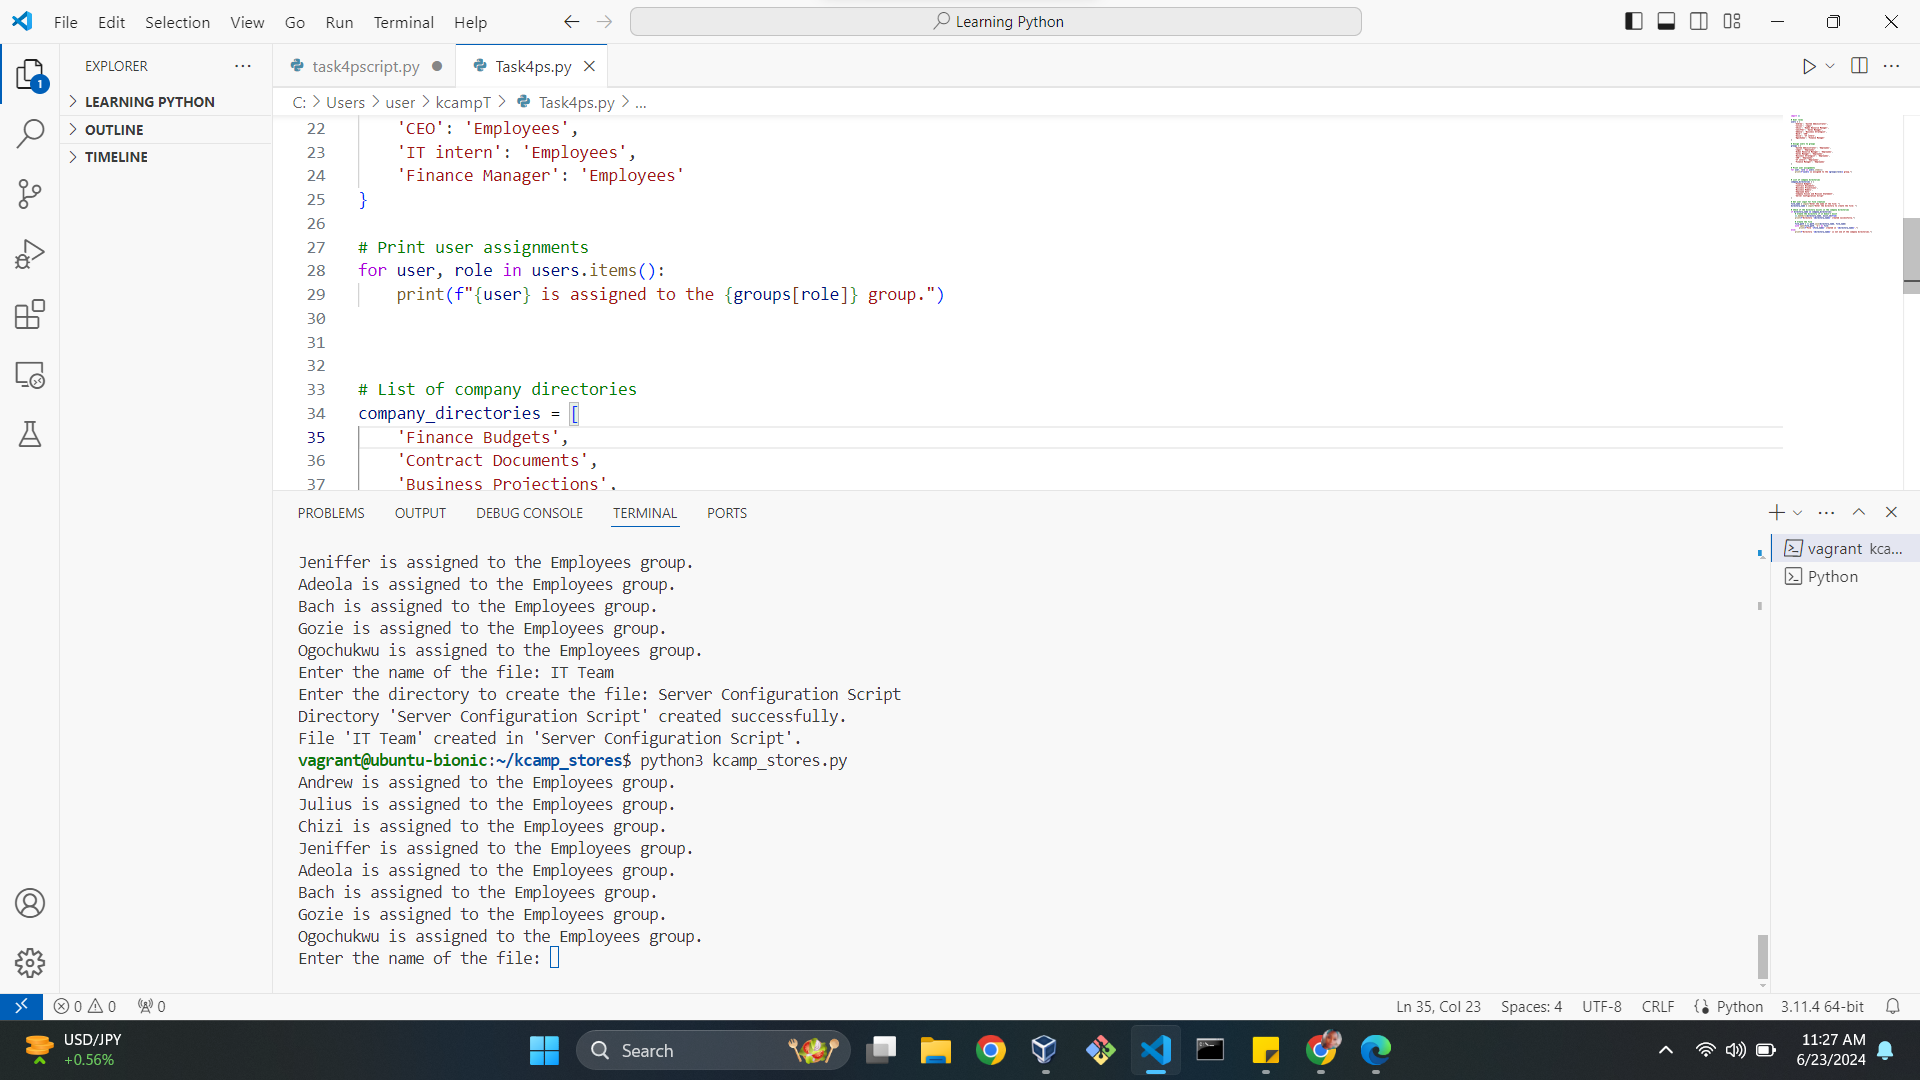 File Edit Selection View Go Run Terminal Help
Learning Python
1
EXPLORER
LEARNING PYTHON
OUTLINE
TIMELINE
task4pscript.py
Task4ps.py
C: > Users > user > kcampT > Task4ps.py > ...
22 'CEO': 'Employees',
23 'IT intern': 'Employees',
24 'Finance Manager': 'Employees'
25 }
26
27 # Print user assignments
28 for user, role in users.items():
29 print(f"{user} is assigned to the {groups[role]} group.")
30
31
32
33 # List of company directories
34 company_directories = [
35 'Finance Budgets',
36 'Contract Documents',
37 'Business Projections',
PROBLEMS OUTPUT DEBUG CONSOLE TERMINAL PORTS
vagrant kca...
Python
Jeniffer is assigned to the Employees group.
Adeola is assigned to the Employees group.
Bach is assigned to the Employees group.
Gozie is assigned to the Employees group.
Ogochukwu is assigned to the Employees group.
Enter the name of the file: IT Team
Enter the directory to create the file: Server Configuration Script
Directory 'Server Configuration Script' created successfully.
File 'IT Team' created in 'Server Configuration Script'.
vagrant@ubuntu-bionic:~/kcamp_stores$ python3 kcamp_stores.py
Andrew is assigned to the Employees group.
Julius is assigned to the Employees group.
Chizi is assigned to the Employees group.
Jeniffer is assigned to the Employees group.
Adeola is assigned to the Employees group.
Bach is assigned to the Employees group.
Gozie is assigned to the Employees group.
Ogochukwu is assigned to the Employees group.
Enter the name of the file:
0 0 0
Ln 35, Col 23 Spaces: 4 UTF-8 CRLF Python 3.11.4 64-bit
USD/JPY
+0.56%
Search
11:27 AM
6/23/2024